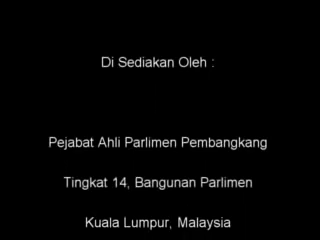 Di Sediakan Oleh :
Pejabat Ahli Parlimen Pembangkang
Tingkat 14, Bangunan Parlimen
Kuala Lumpur, Malaysia